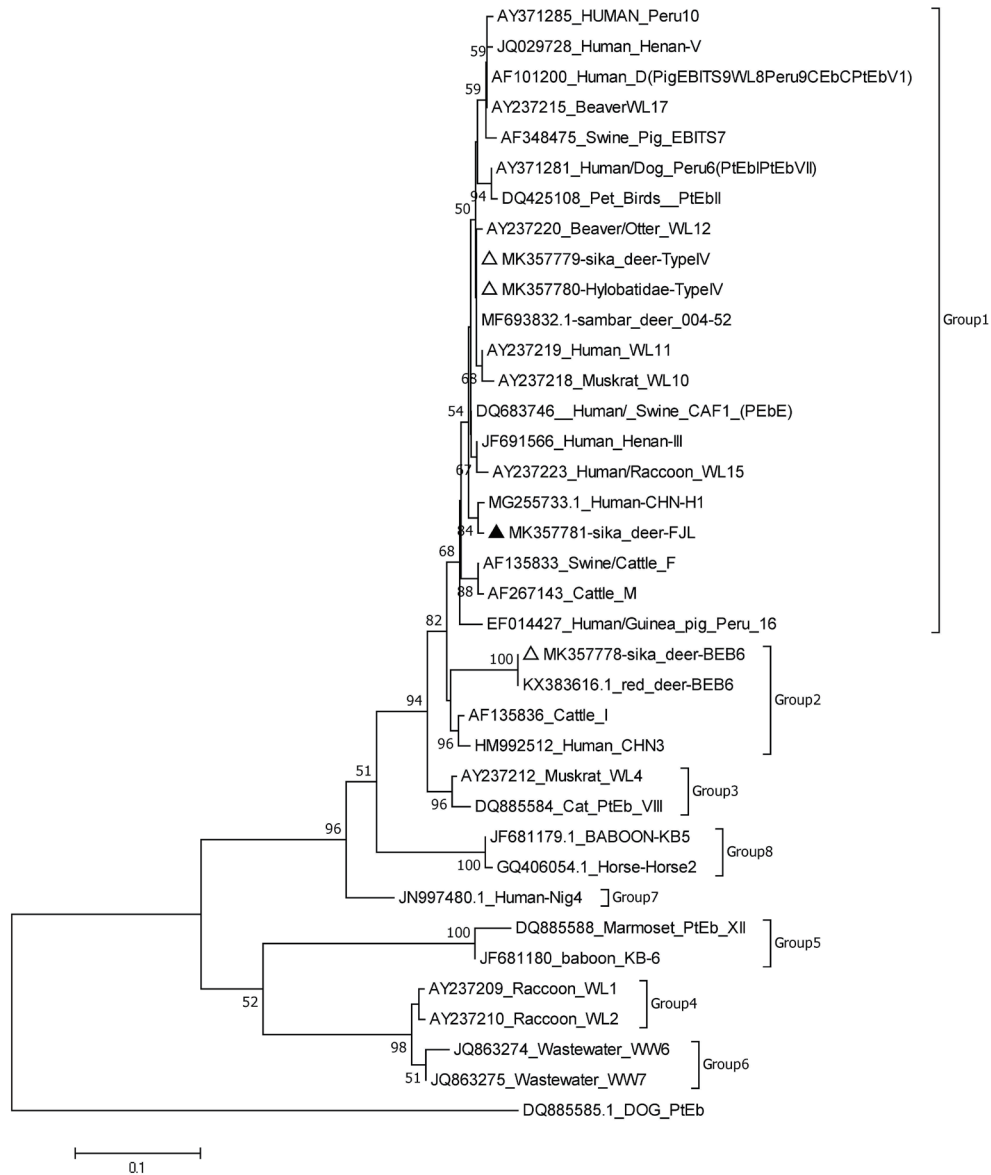 AY371285_HUMAN_Peru10
JQ029728_Human_Henan-V
59
AF101200_Human_D(PigEBITS9WL8Peru9CEbCPtEbV1)
59
AY237215_BeaverWL17
AF348475_Swine_Pig_EBITS7
AY371281_Human/Dog_Peru6(PtEbIPtEbVII)
94
DQ425108_Pet_Birds__PtEbII
50
AY237220_Beaver/Otter_WL12
△ MK357779-sika_deer-TypeIV
△ MK357780-Hylobatidae-TypeIV
MF693832.1-sambar_deer_004-52
Group1
AY237219_Human_WL11
68
AY237218_Muskrat_WL10
54
DQ683746__Human/_Swine_CAF1_(PEbE)
JF691566_Human_Henan-III
67
AY237223_Human/Raccoon_WL15
MG255733.1_Human-CHN-H1
84
▲ MK357781-sika_deer-FJL
68
AF135833_Swine/Cattle_F
88
AF267143_Cattle_M
82
EF014427_Human/Guinea_pig_Peru_16
100
△ MK357778-sika_deer-BEB6
KX383616.1_red_deer-BEB6
Group2
94
AF135836_Cattle_I
96
HM992512_Human_CHN3
51
AY237212_Muskrat_WL4
Group3
96
DQ885584_Cat_PtEb_VIII
96
JF681179.1_BABOON-KB5
Group8
100
GQ406054.1_Horse-Horse2
JN997480.1_Human-Nig4
Group7
100
DQ885588_Marmoset_PtEb_XII
Group5
JF681180_baboon_KB-6
52
AY237209_Raccoon_WL1
Group4
AY237210_Raccoon_WL2
98
JQ863274_Wastewater_WW6
Group6
51
JQ863275_Wastewater_WW7
DQ885585.1_DOG_PtEb
0.1